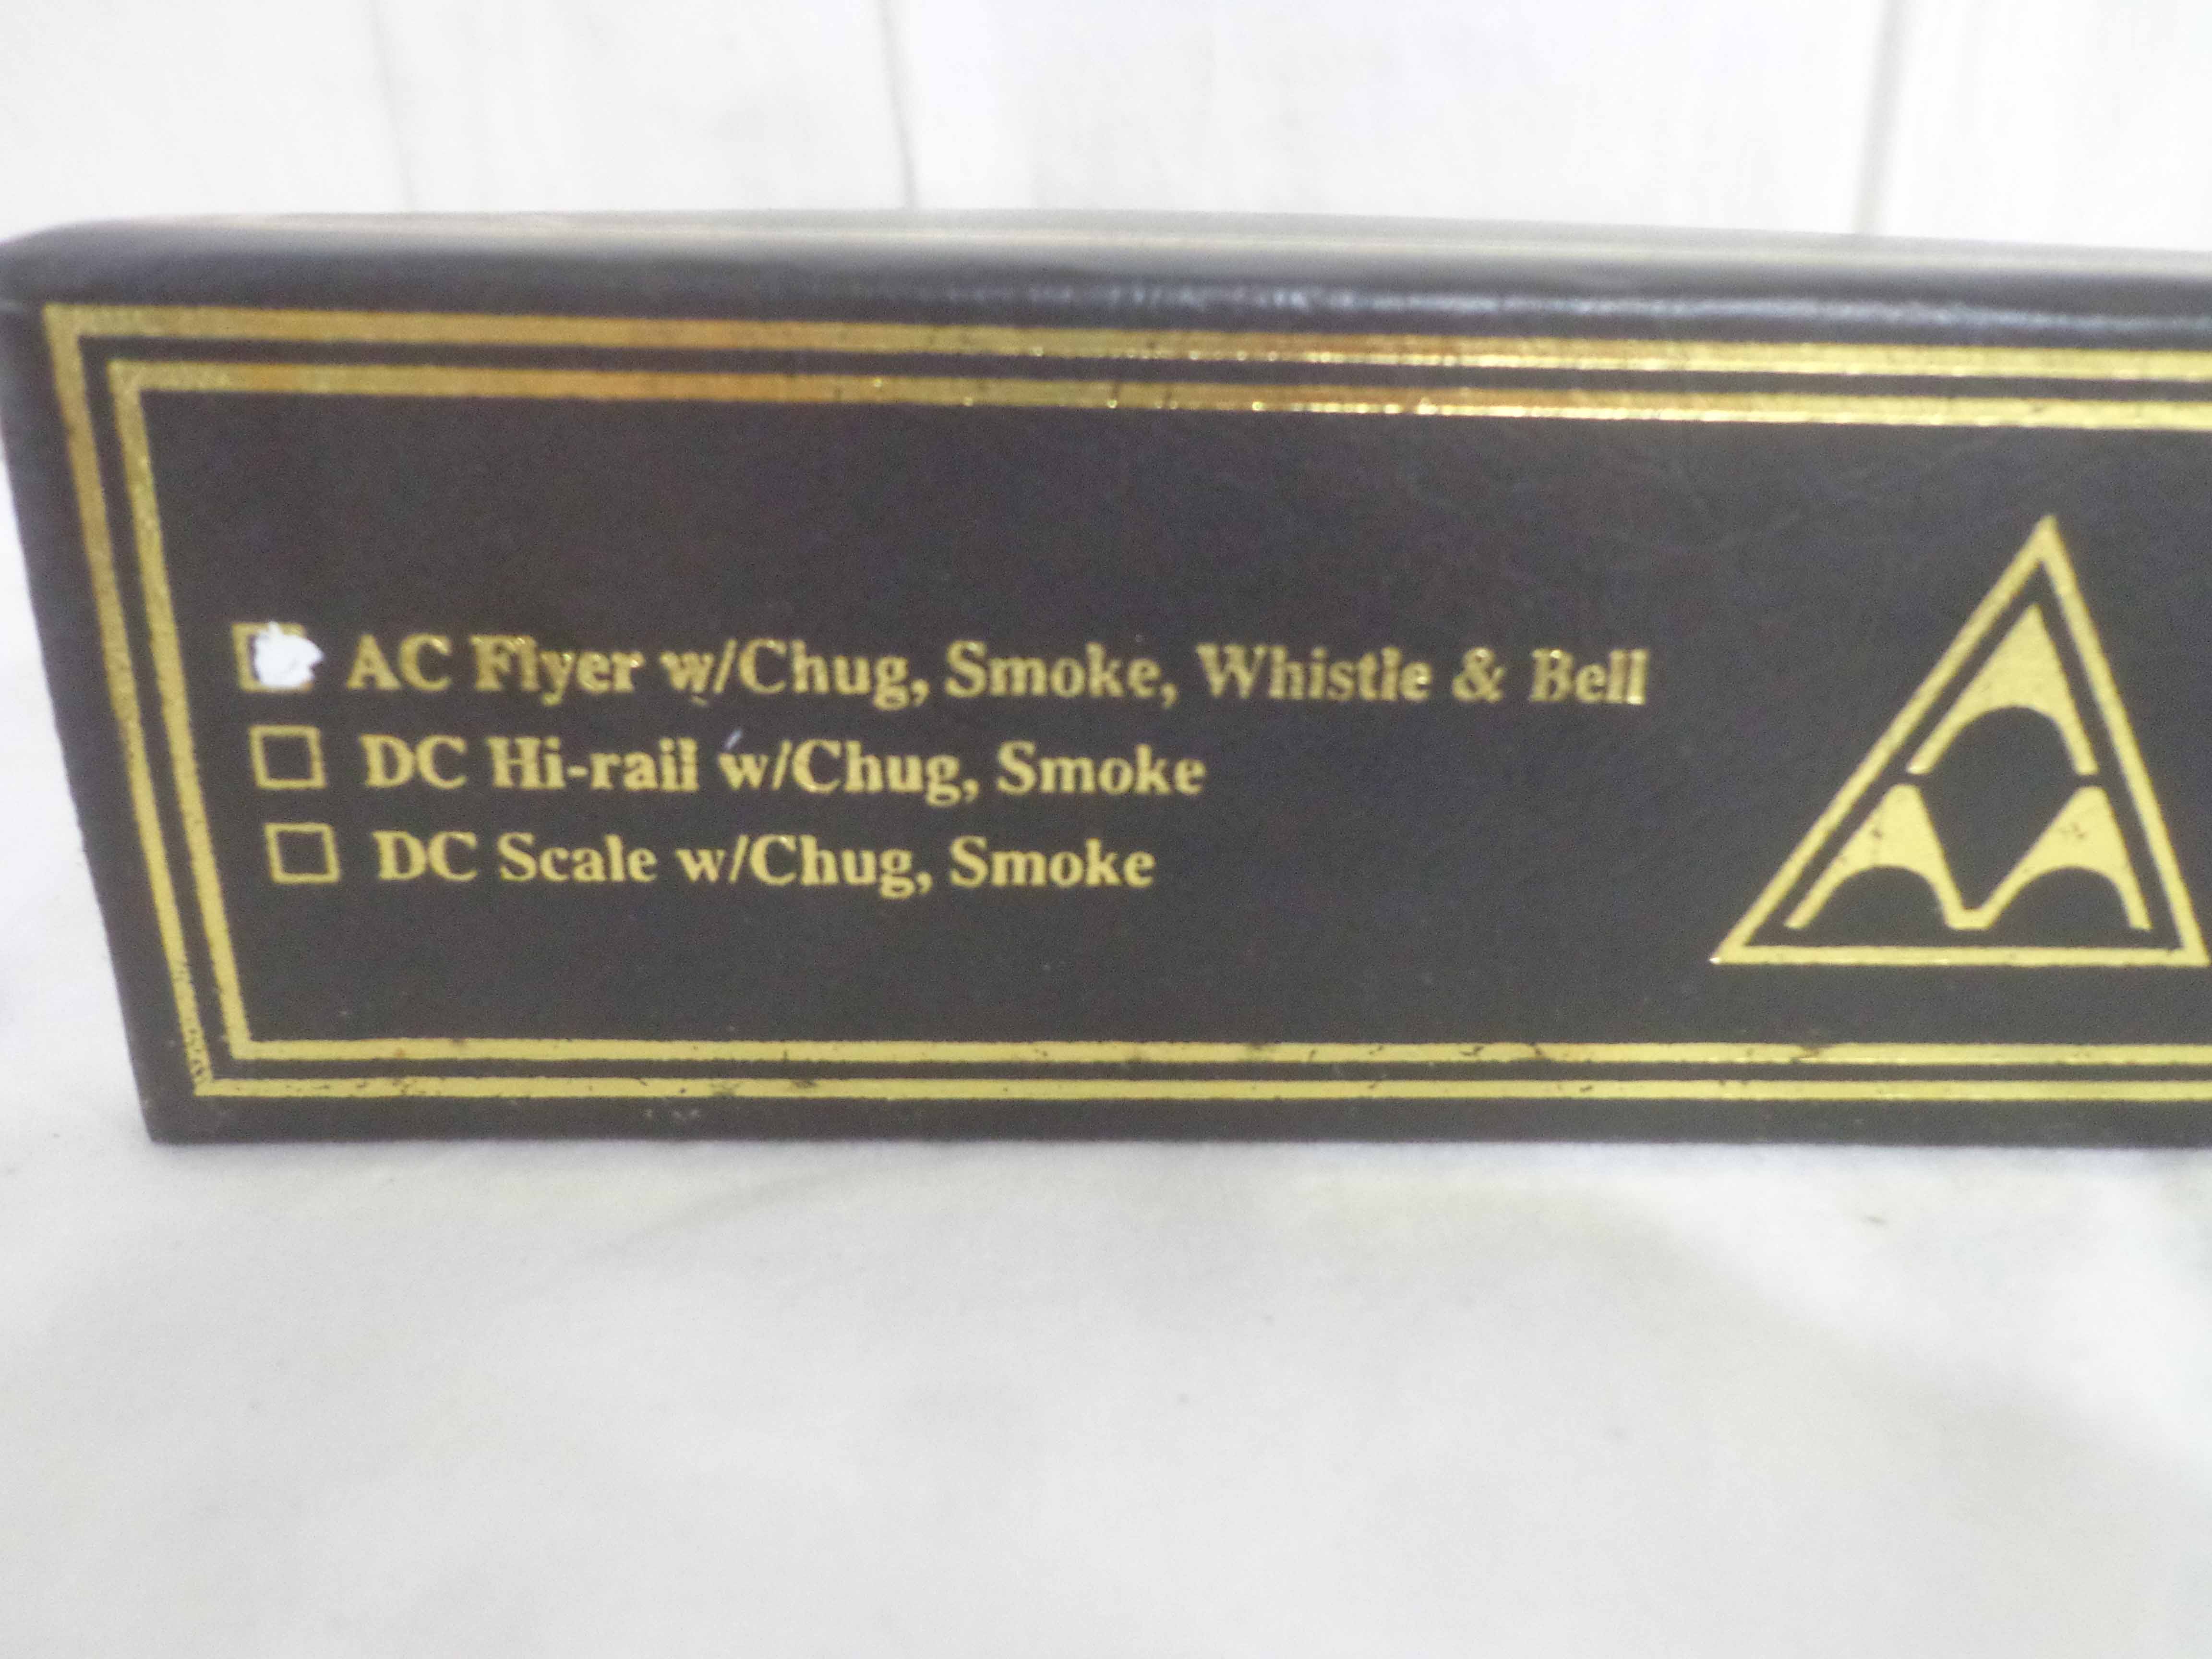 AC Flyer w/Chug, Smoke, Whistle & Bell
DC Hi-rail w/Chug, Smoke
DC Scale w/Chug, Smoke